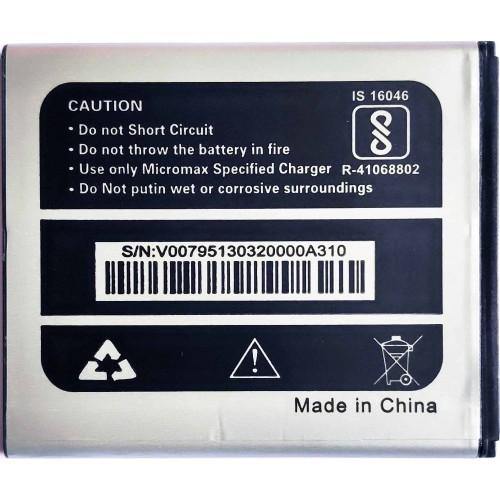 CAUTION
• Do not Short Circuit
• Do not throw the battery in fire
• Use only Micromax Specified Charger
• Do Not putin wet or corrosive surroundings
IS 16046
R-41068802
S/N:V00795130320000A310
Made in China